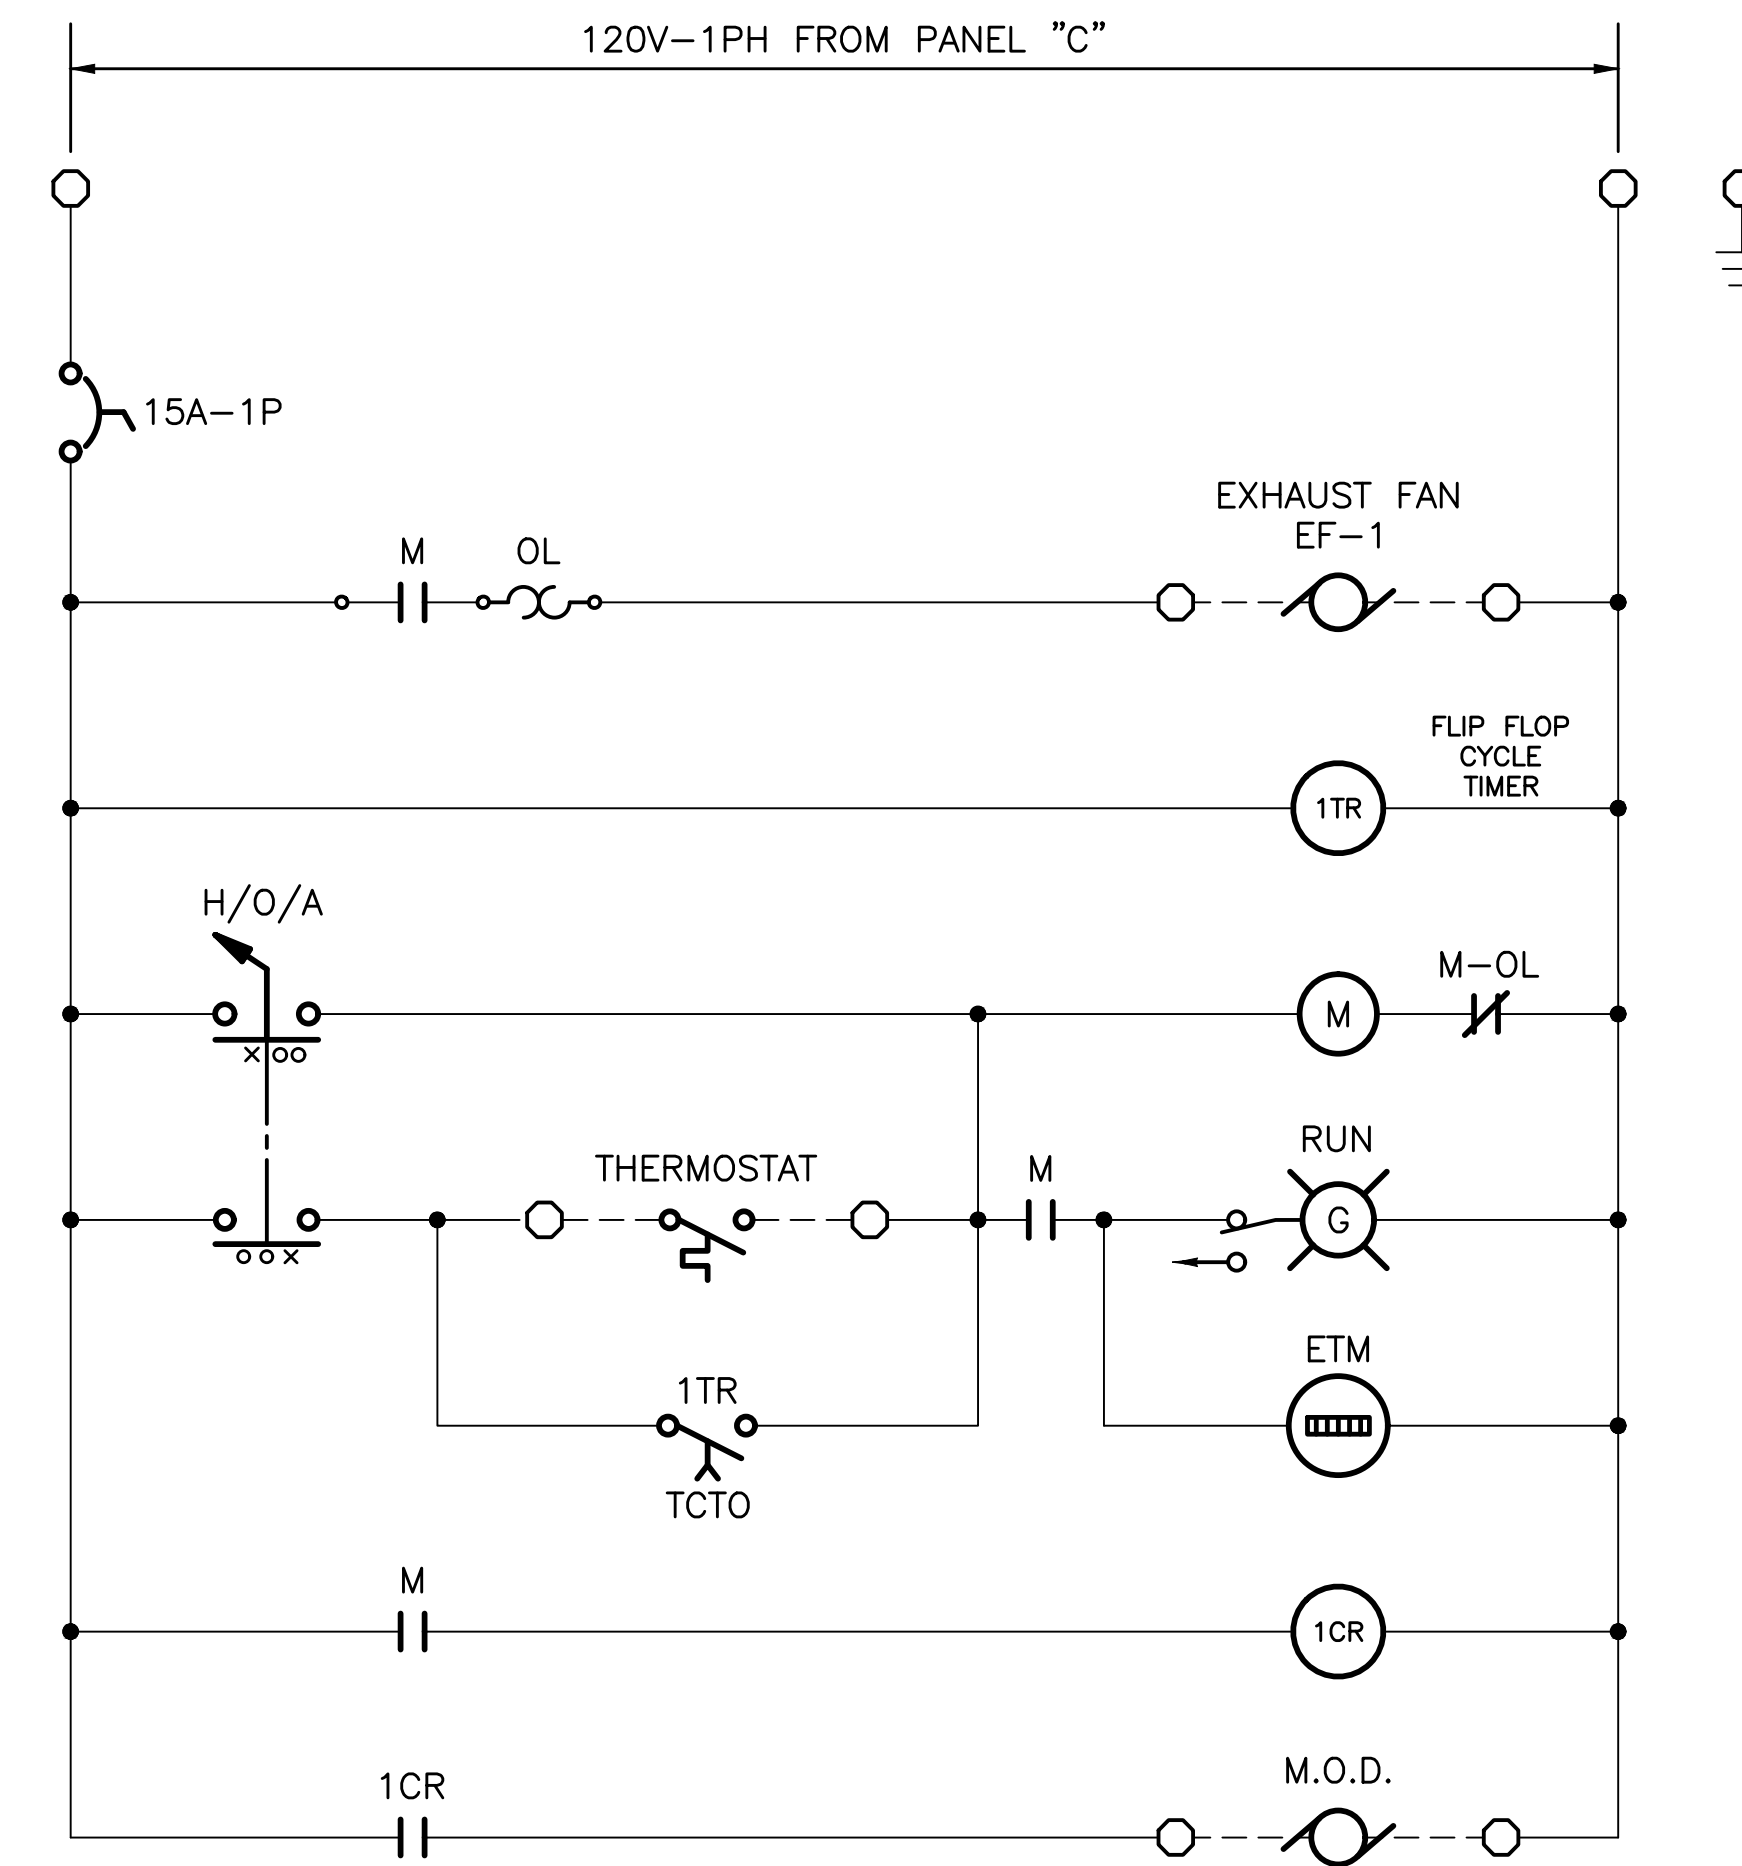 120V-1PH FROM PANEL "C"
15A-1P
EXHAUST FAN
EF-1
M
OL
FLIP FLOP
CYCLE
TIMER
1TR
H/O/A
M-OL
M
X OO
RUN
THERMOSTAT
M
G
O O X
ETM
1TR
TCTO
M
1CR
M.O.D.
1CR